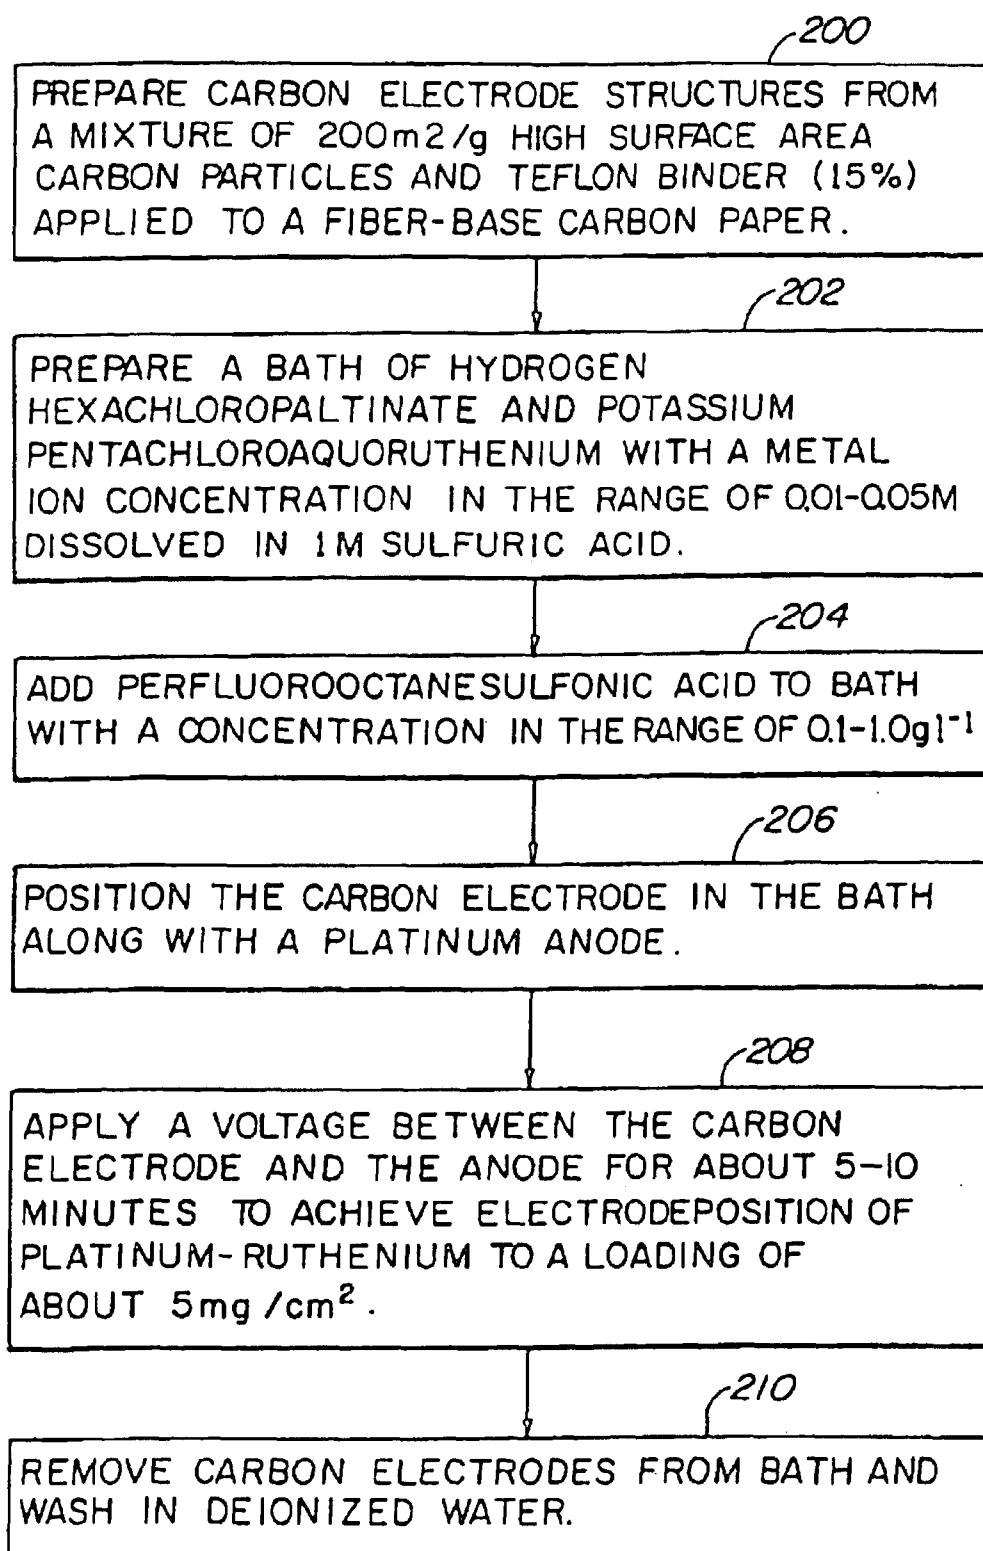 200
PREPARE CARBON ELECTRODE STRUCTURES FROM
A MIXTURE OF 200m2/g HIGH SURFACE AREA
CARBON PARTICLES AND TEFLON BINDER (15%)
APPLIED TO A FIBER-BASE CARBON PAPER.
202
PREPARE A BATH OF HYDROGEN
HEXACHLOROPALTINATE AND POTASSIUM
PENTACHLOROAQUORUTHENIUM WITH A METAL
ION CONCENTRATION IN THE RANGE OF 0.01-0.05M
DISSOLVED IN 1M SULFURIC ACID.
204
ADD PERFLUOROOCTANESULFONIC ACID TO BATH
WITH A CONCENTRATION IN THE RANGE OF 0.1-1.0gl⁻¹
206
POSITION THE CARBON ELECTRODE IN THE BATH
ALONG WITH A PLATINUM ANODE.
208
APPLY A VOLTAGE BETWEEN THE CARBON
ELECTRODE AND THE ANODE FOR ABOUT 5-10
MINUTES TO ACHIEVE ELECTRODEPOSITION OF
PLATINUM-RUTHENIUM TO A LOADING OF
ABOUT 5mg/cm².
210
REMOVE CARBON ELECTRODES FROM BATH AND
WASH IN DEIONIZED WATER.